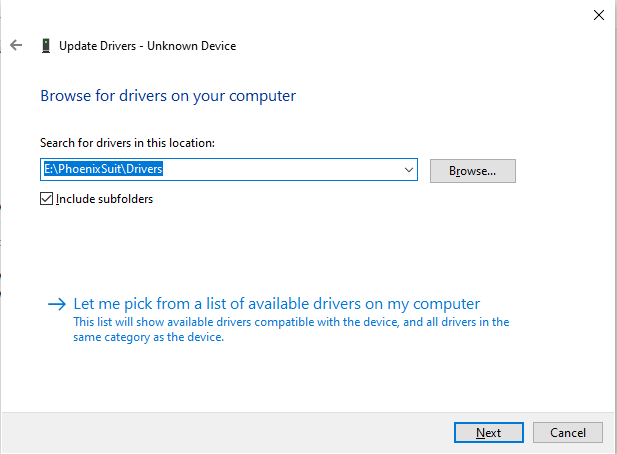 Update Drivers - Unknown Device
Browse for drivers on your computer
Search for drivers in this location:
E:\PhoenixSuit\Drivers
Browse...
Include subfolders
Let me pick from a list of available drivers on my computer
This list will show available drivers compatible with the device, and all drivers in the
same category as the device.
Next
Cancel